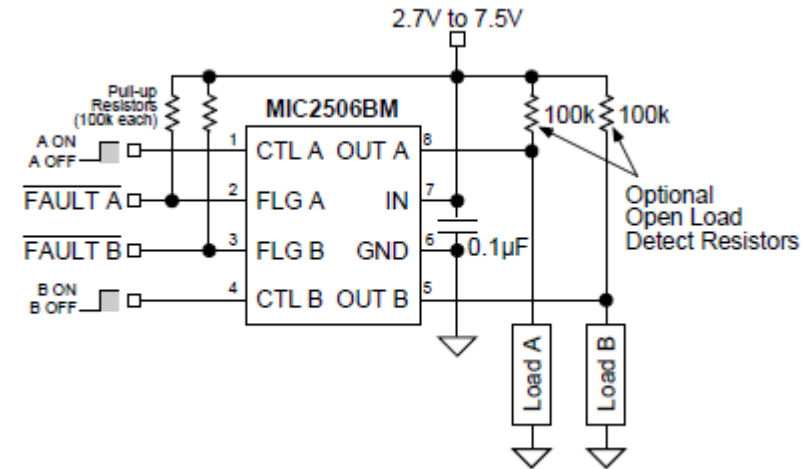 2.7V to 7.5V
Pull-up
Resistors
(100k each)
MIC2506BM
100k
100k
A ON
A OFF
1
CTL A
OUT A
8
Optional
Open Load
Detect Resistors
FAULT A
2
FLG A
IN
7
FAULT B
3
FLG B
GND
6
0.1µF
B ON
B OFF
4
CTL B
OUT B
5
Load A
Load B